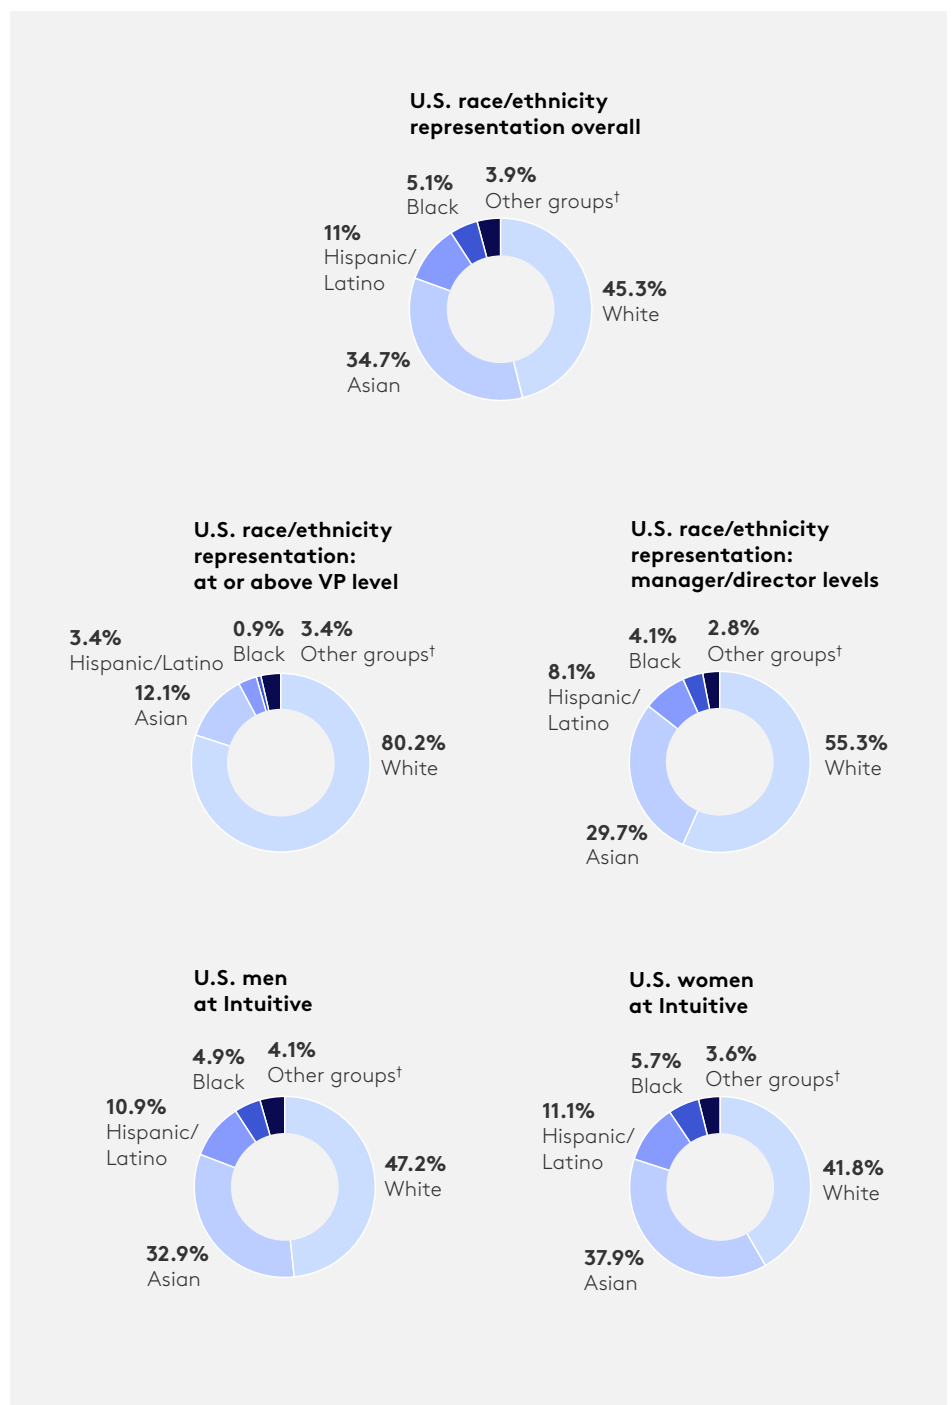 U.S. race/ethnicity
representation overall
5.1%
Black
3.9%
Other groups†
11%
Hispanic/
Latino
45.3%
White
34.7%
Asian
U.S. race/ethnicity
representation:
at or above VP level
3.4%
Hispanic/Latino
0.9%
Black
3.4%
Other groups†
12.1%
Asian
80.2%
White
U.S. race/ethnicity
representation:
manager/director levels
4.1%
Black
2.8%
Other groups†
8.1%
Hispanic/
Latino
55.3%
White
29.7%
Asian
U.S. men
at Intuitive
4.9%
Black
4.1%
Other groups†
10.9%
Hispanic/
Latino
47.2%
White
32.9%
Asian
U.S. women
at Intuitive
5.7%
Black
3.6%
Other groups†
11.1%
Hispanic/
Latino
41.8%
White
37.9%
Asian